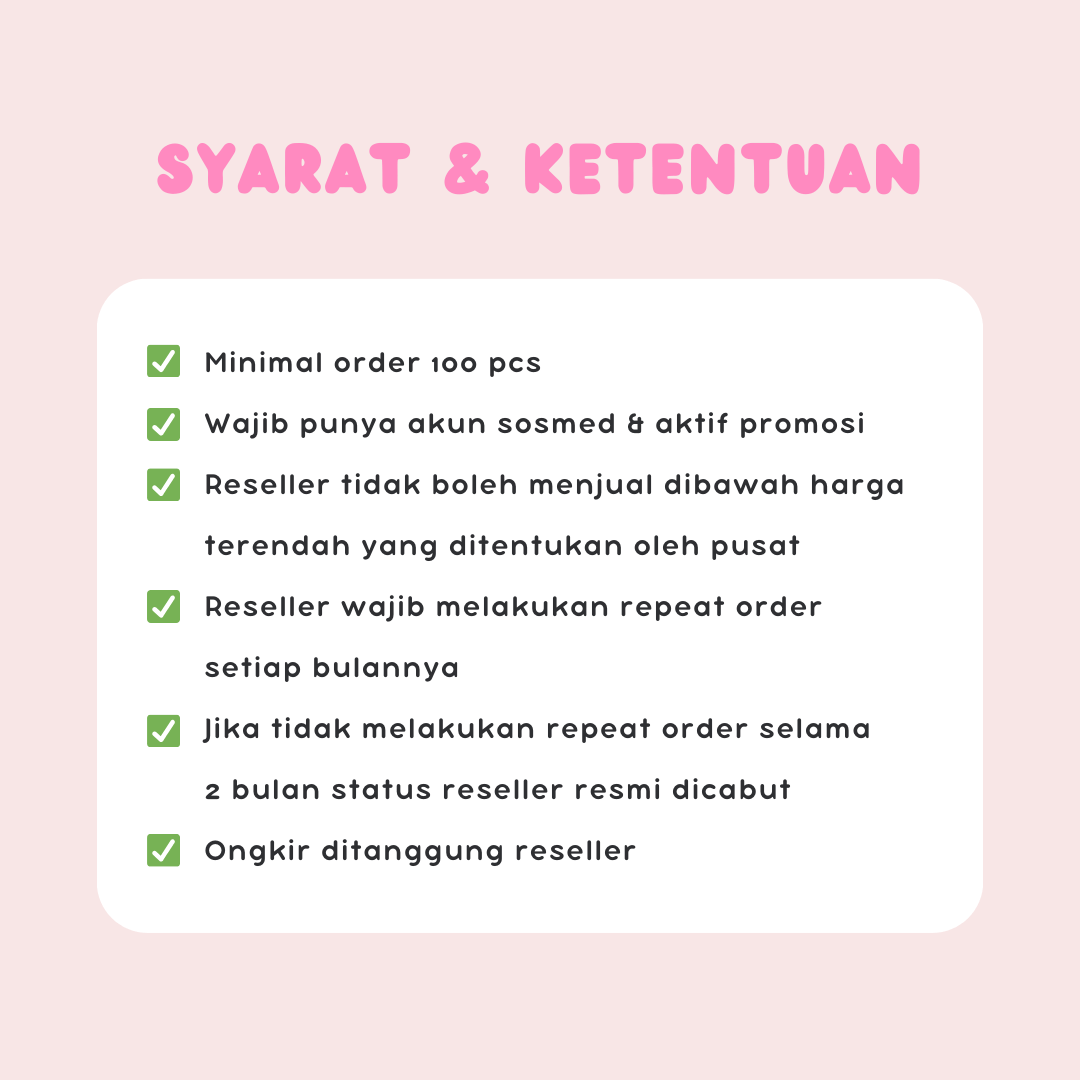 SYARAT & KETENTUAN
✅ Minimal order 100 pcs
✅ Wajib punya akun sosmed & aktif promosi
✅ Reseller tidak boleh menjual dibawah harga
terendah yang ditentukan oleh pusat
✅ Reseller wajib melakukan repeat order
setiap bulannya
✅ Jika tidak melakukan repeat order selama
2 bulan status reseller resmi dicabut
✅ Ongkir ditanggung reseller